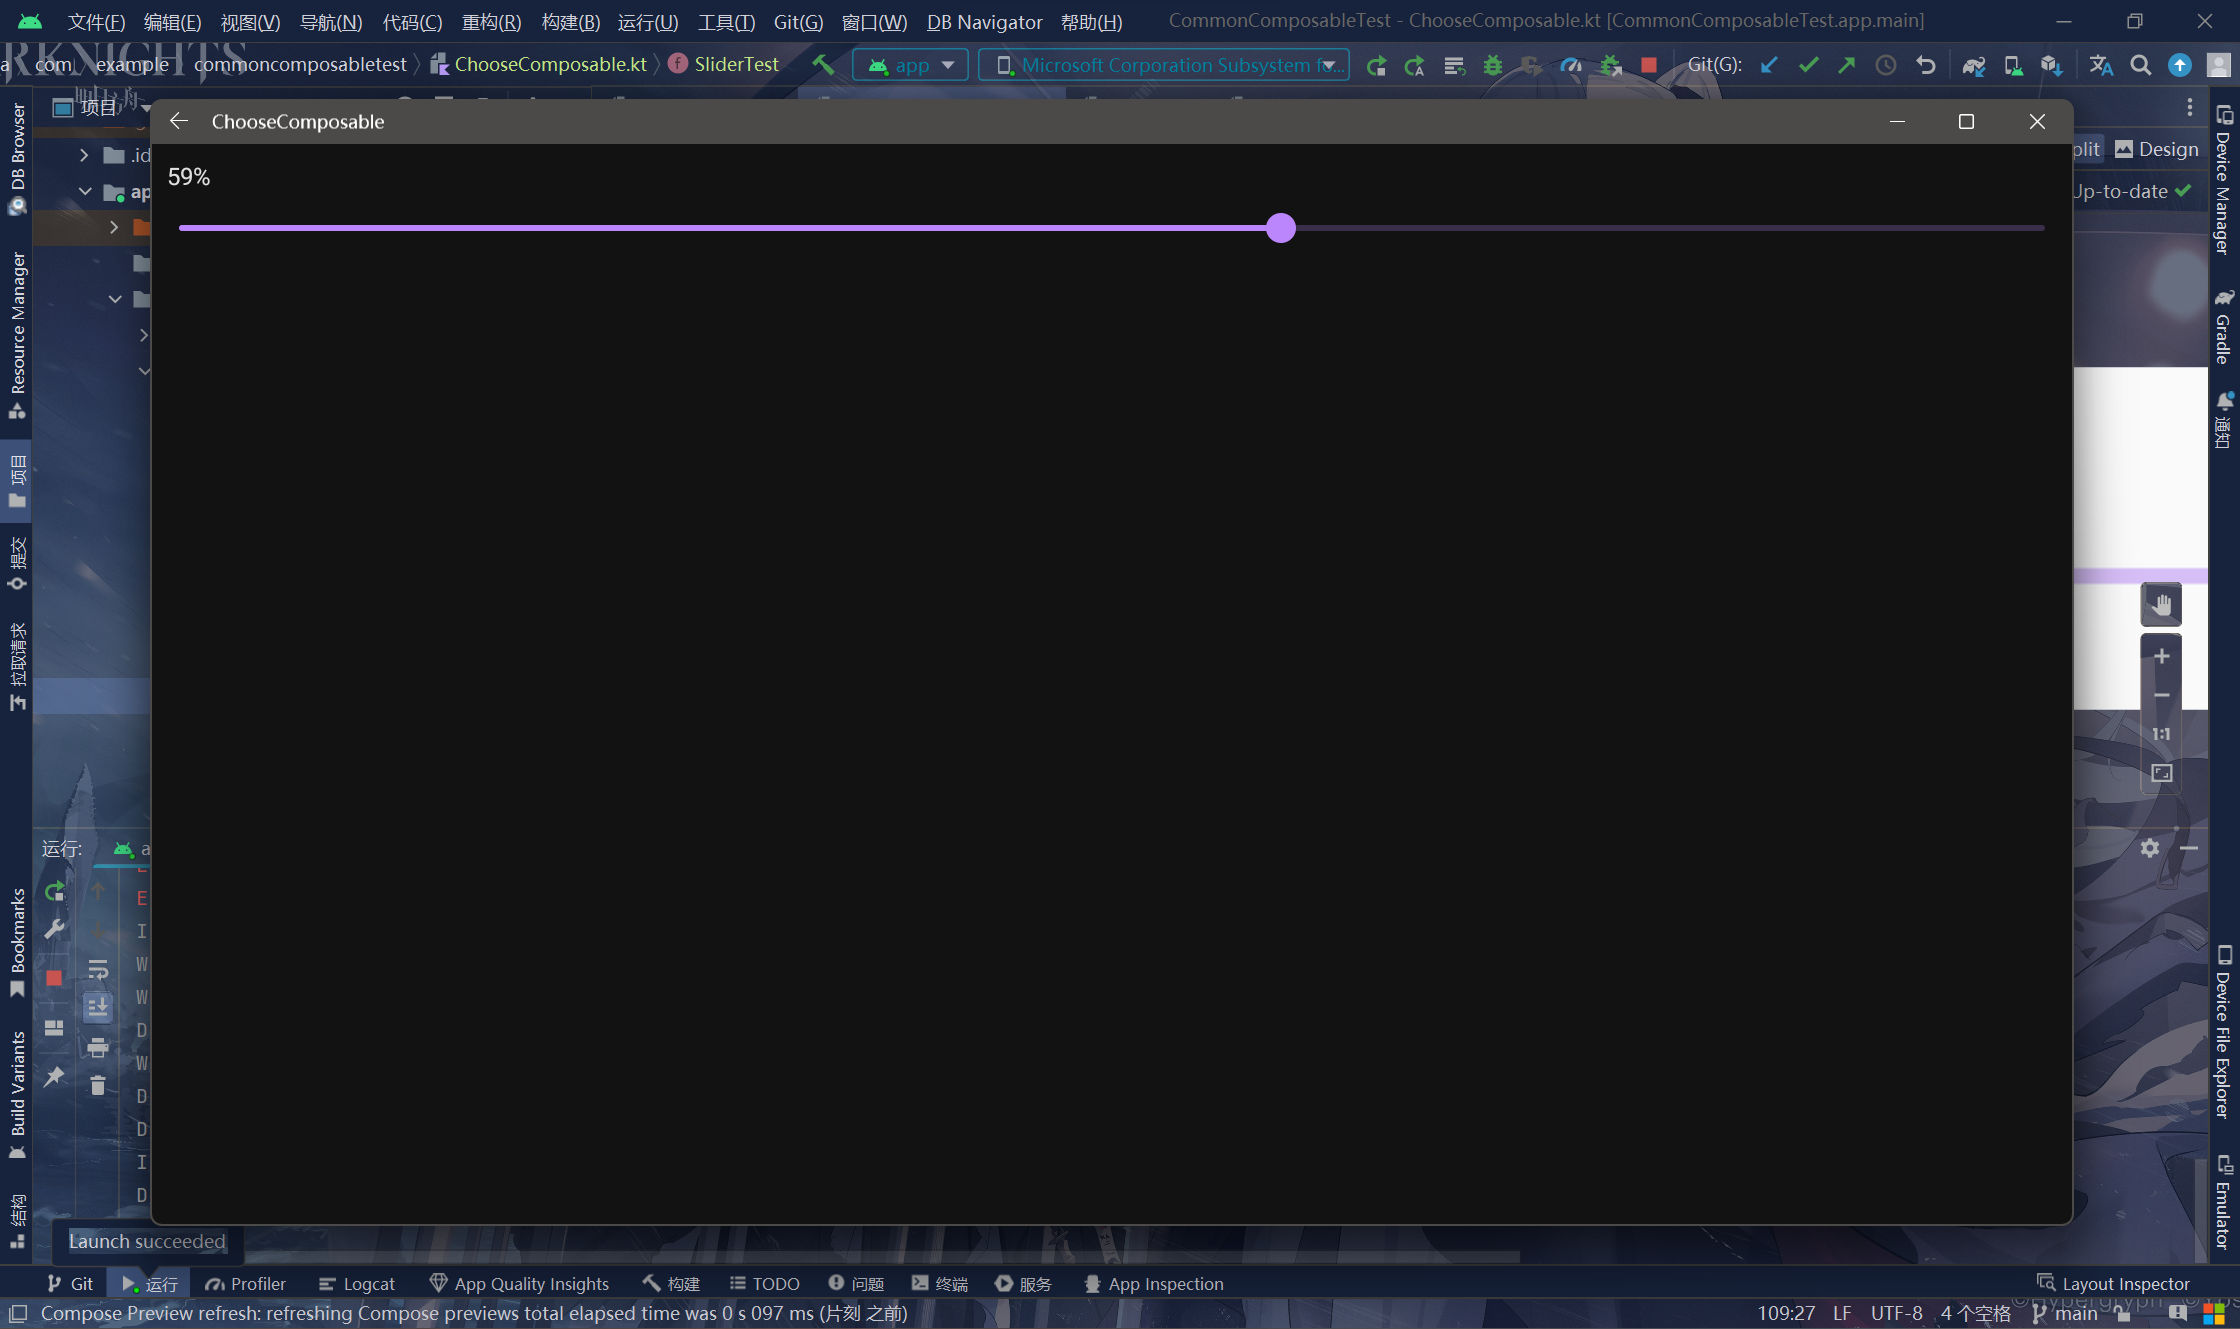 文件(F) 编辑(E) 视图(V) 导航(N) 代码(C) 重构(R) 构建(B) 运行(U) 工具(T) Git(G) 窗口(W) DB Navigator 帮助(H) CommonComposableTest - ChooseComposable.kt [CommonComposableTest.app.main]
a com example commoncomposabletest ChooseComposable.kt SliderTest app Microsoft Corporation Subsystem fo... Git(G):
项目
ChooseComposable
59%
.id
ap
plit Design
Up-to-date
DB Browser
Resource Manager
项目
提交
拉取请求
Bookmarks
Build Variants
结构
Device Manager
Gradle
通知
Device File Explorer
Emulator
1:1
运行: a
E
I
W
W
D
W
D
D
I
D
Launch succeeded
Git 运行 Profiler Logcat App Quality Insights 构建 TODO 问题 终端 服务 App Inspection Layout Inspector
Compose Preview refresh: refreshing Compose previews total elapsed time was 0 s 097 ms (片刻 之前) 109:27 LF UTF-8 4 个空格 main